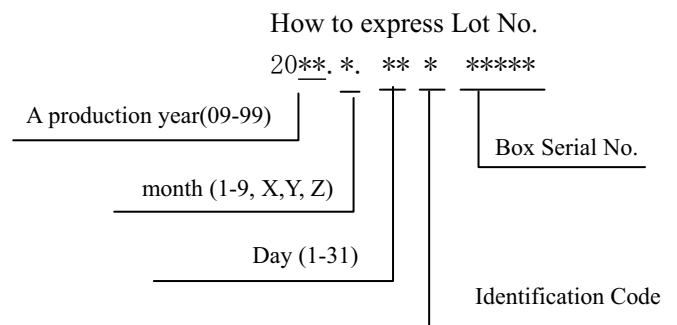 How to express Lot No.
20**. *. ** * *****
A production year(09-99)
Box Serial No.
month (1-9, X,Y, Z)
Day (1-31)
Identification Code